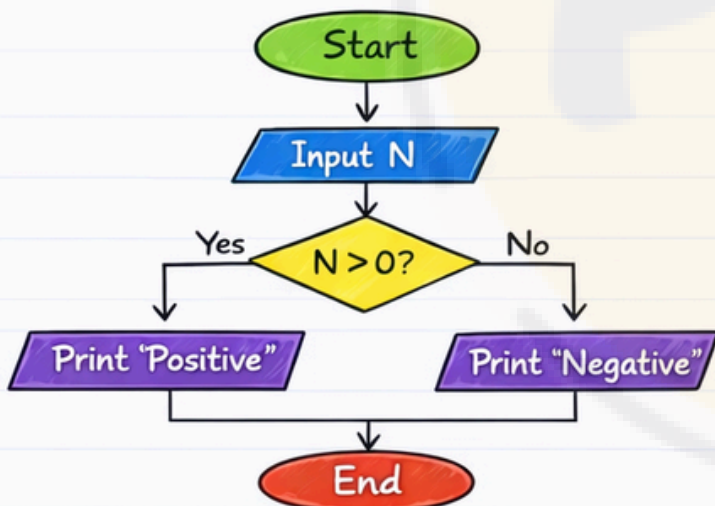 Start
Input N
Yes
N > 0?
No
Print “Positive”
Print “Negative”
End